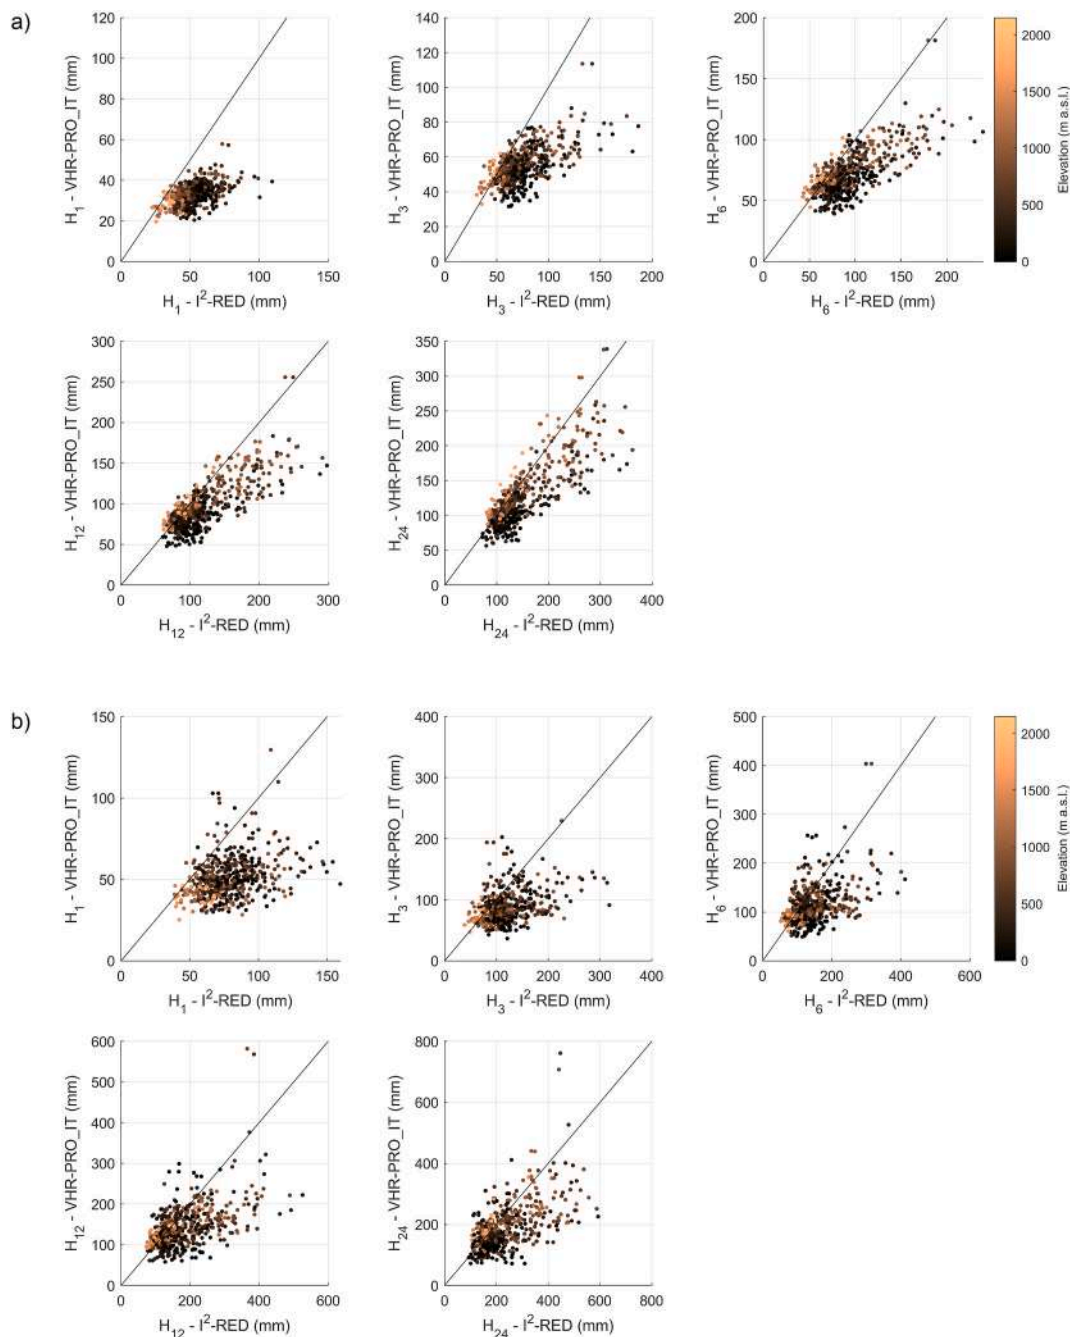 a)
120
100
80
60
40
20
0
0 50 100 150
H1 - VHR-PRO_IT (mm)
H1 - I²-RED (mm)
140
120
100
80
60
40
20
0
0 50 100 150 200
H3 - VHR-PRO_IT (mm)
H3 - I²-RED (mm)
200
150
100
50
0
0 100 200
H6 - VHR-PRO_IT (mm)
H6 - I²-RED (mm)
2000
1500
1000
500
0
Elevation (m a.s.l.)
300
250
200
150
100
50
0
0 100 200 300
H12 - VHR-PRO_IT (mm)
H12 - I²-RED (mm)
350
300
250
200
150
100
50
0
0 100 200 300 400
H24 - VHR-PRO_IT (mm)
H24 - I²-RED (mm)
b)
150
100
50
0
0 50 100 150
H1 - VHR-PRO_IT (mm)
H1 - I²-RED (mm)
400
300
200
100
0
0 100 200 300 400
H3 - VHR-PRO_IT (mm)
H3 - I²-RED (mm)
500
400
300
200
100
0
0 200 400 600
H6 - VHR-PRO_IT (mm)
H6 - I²-RED (mm)
2000
1500
1000
500
0
Elevation (m a.s.l.)
600
500
400
300
200
100
0
0 200 400 600
H12 - VHR-PRO_IT (mm)
H12 - I²-RED (mm)
800
600
400
200
0
0 200 400 600 800
H24 - VHR-PRO_IT (mm)
H24 - I²-RED (mm)